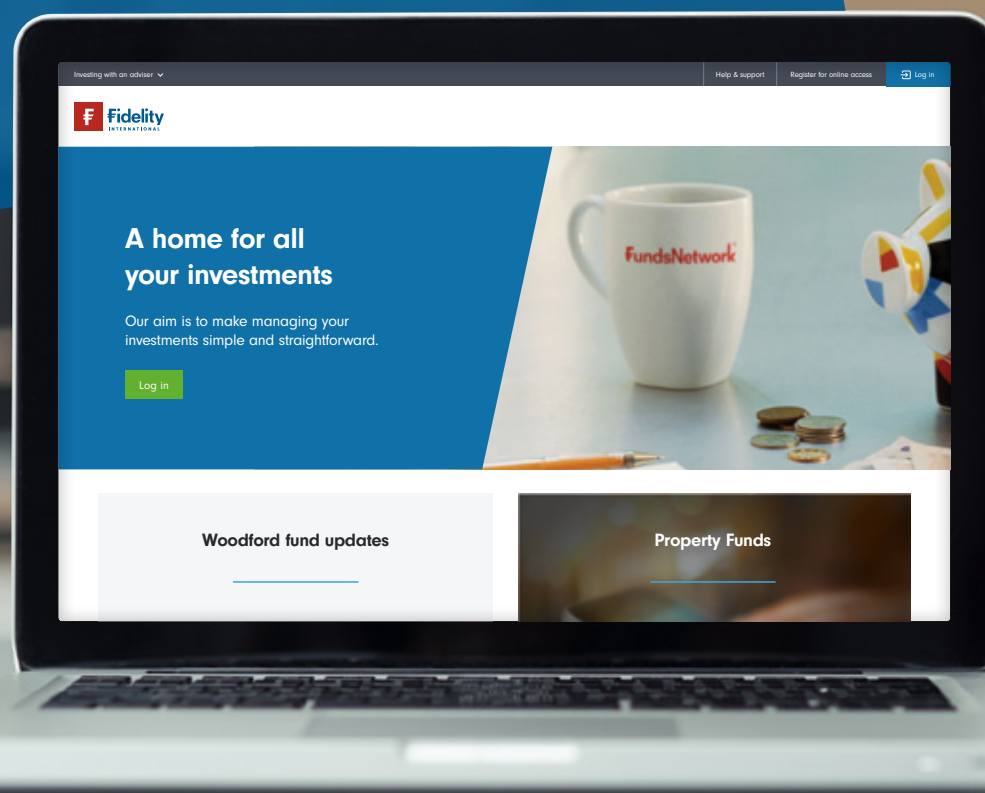 Investing with an adviser
Help & support
Register for online access
Log in
Fidelity
INTERNATIONAL
A home for all
your investments
FundsNetwork
Our aim is to make managing your
investments simple and straightforward.
Log in
Woodford fund updates
Property Funds